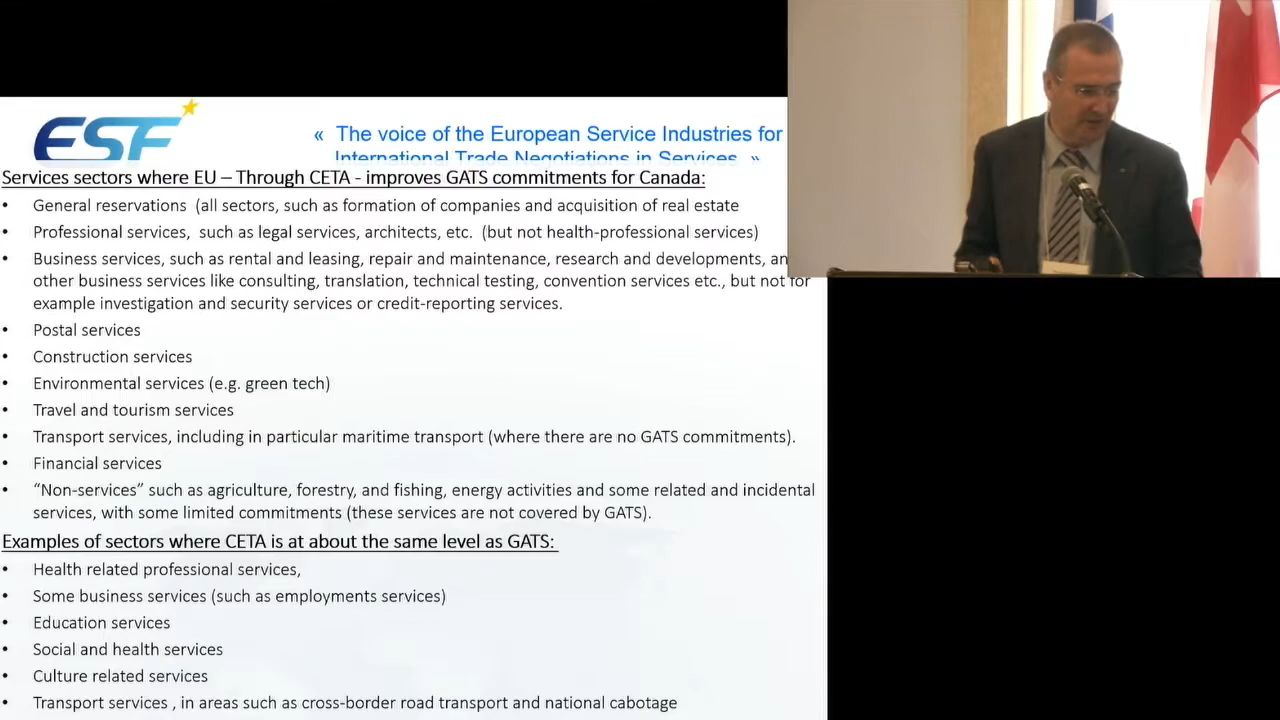 ESF
« The voice of the European Service Industries for
International Trade Negotiations in Services »
Services sectors where EU – Through CETA - improves GATS commitments for Canada:
• General reservations (all sectors, such as formation of companies and acquisition of real estate
• Professional services, such as legal services, architects, etc. (but not health-professional services)
• Business services, such as rental and leasing, repair and maintenance, research and developments,
other business services like consulting, translation, technical testing, convention services etc., but not for
example investigation and security services or credit-reporting services.
• Postal services
• Construction services
• Environmental services (e.g. green tech)
• Travel and tourism services
• Transport services, including in particular maritime transport (where there are no GATS commitments).
• Financial services
• “Non-services” such as agriculture, forestry, and fishing, energy activities and some related and incidental
services, with some limited commitments (these services are not covered by GATS).
Examples of sectors where CETA is at about the same level as GATS:
• Health related professional services,
• Some business services (such as employments services)
• Education services
• Social and health services
• Culture related services
• Transport services , in areas such as cross-border road transport and national cabotage